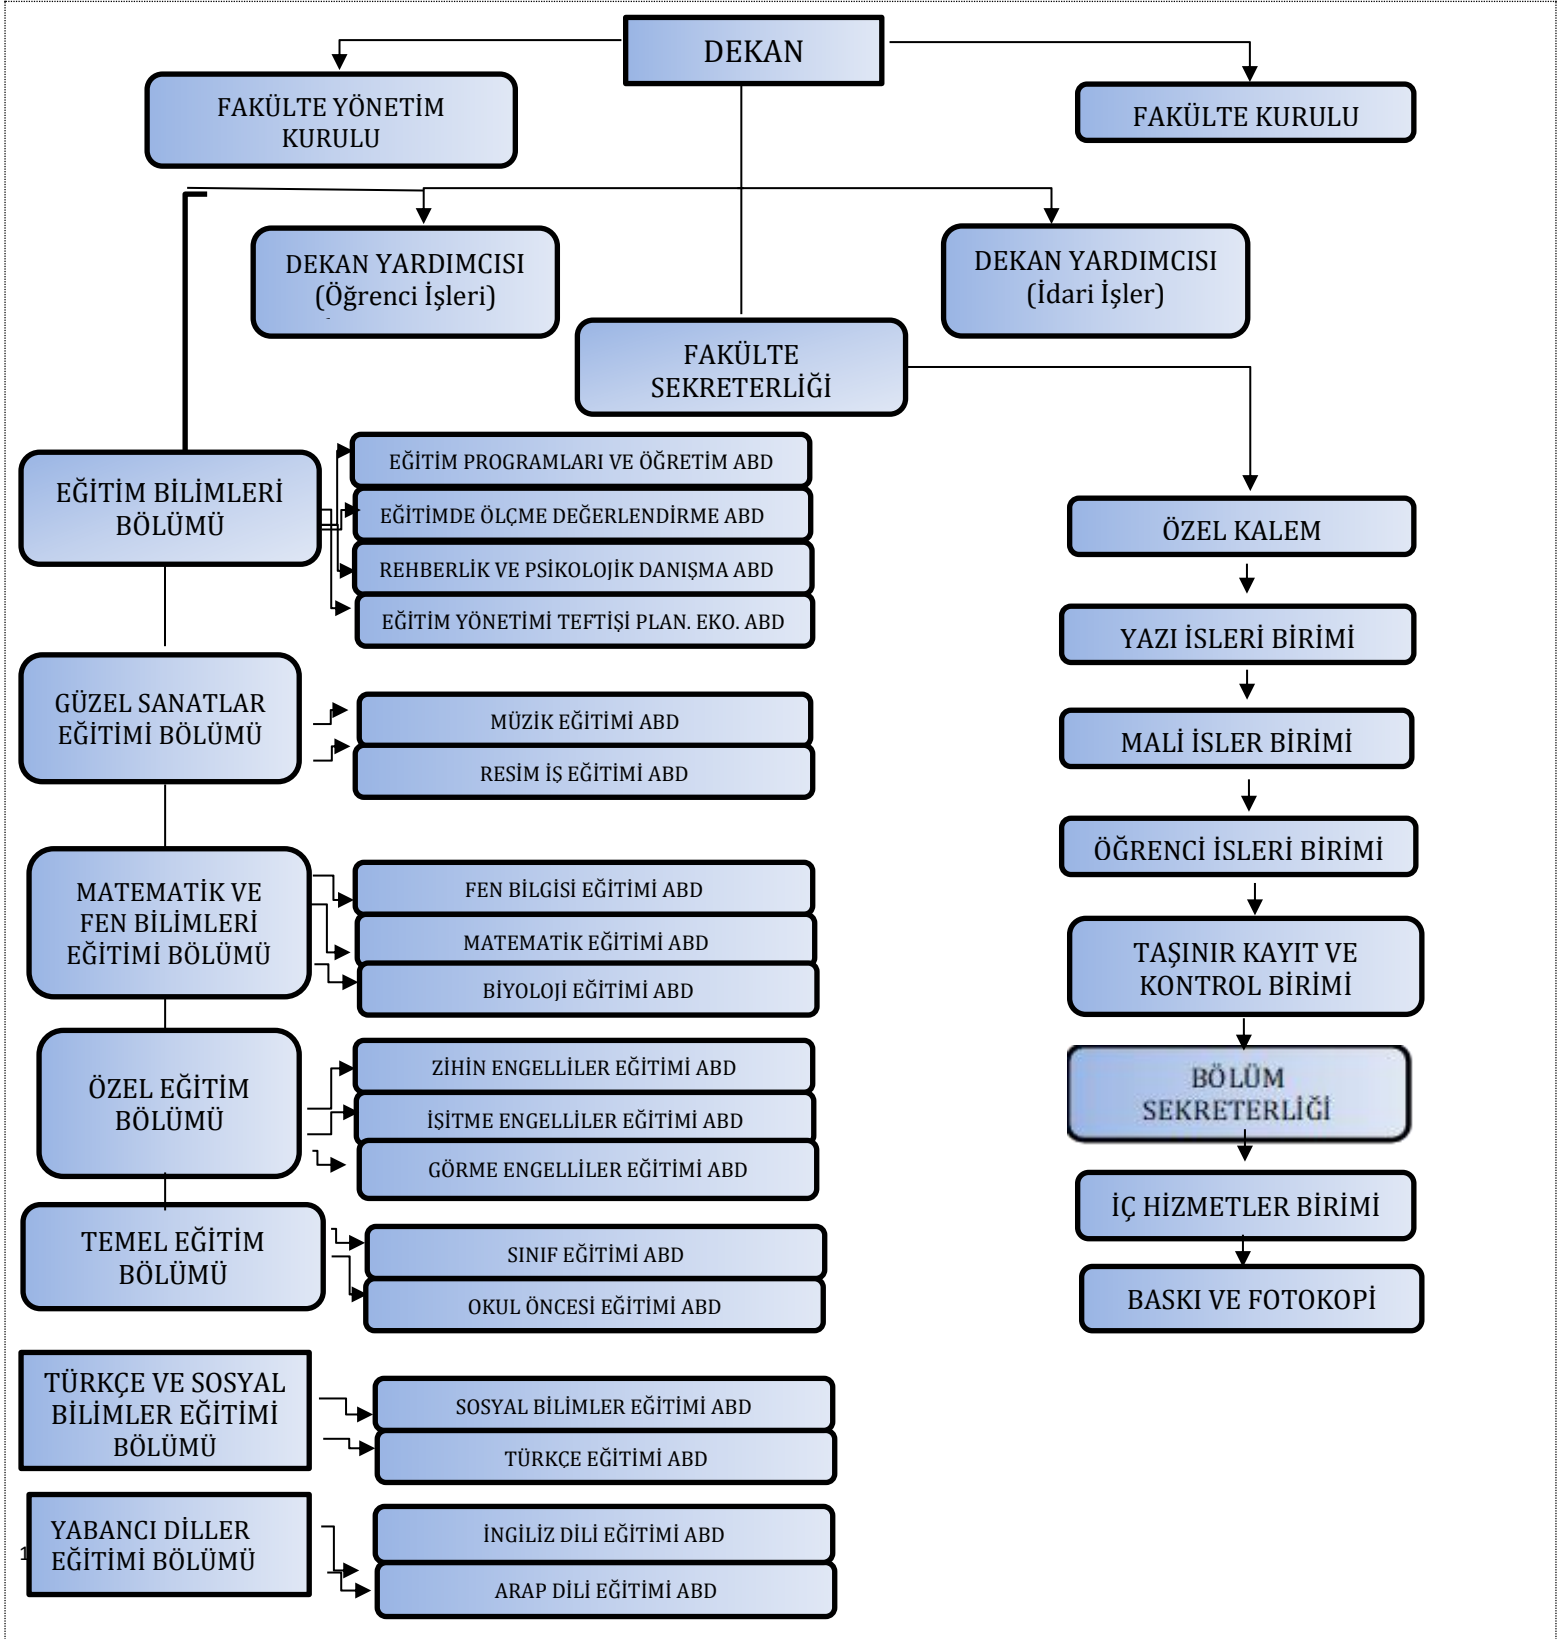 DEKAN
FAKÜLTE YÖNETİM
KURULU
FAKÜLTE KURULU
DEKAN YARDIMCISI
(Öğrenci İşleri)
DEKAN YARDIMCISI
(İdari İşler)
FAKÜLTE
SEKRETERLİĞİ
EĞİTİM BİLİMLERİ
BÖLÜMÜ
EĞİTİM PROGRAMLARI VE ÖĞRETİM ABD
EĞİTİMDE ÖLÇME DEĞERLENDİRME ABD
REHBERLİK VE PSİKOLOJİK DANIŞMA ABD
EĞİTİM YÖNETİMİ TEFTİŞİ PLAN. EKO. ABD
GÜZEL SANATLAR
EĞİTİMİ BÖLÜMÜ
MÜZİK EĞİTİMİ ABD
RESİM İŞ EĞİTİMİ ABD
MATEMATİK VE
FEN BİLİMLERİ
EĞİTİMİ BÖLÜMÜ
FEN BİLGİSİ EĞİTİMİ ABD
MATEMATİK EĞİTİMİ ABD
BİYOLOJİ EĞİTİMİ ABD
ÖZEL EĞİTİM
BÖLÜMÜ
ZİHİN ENGELLİLER EĞİTİMİ ABD
İŞİTME ENGELLİLER EĞİTİMİ ABD
GÖRME ENGELLİLER EĞİTİMİ ABD
TEMEL EĞİTİM
BÖLÜMÜ
SINIF EĞİTİMİ ABD
OKUL ÖNCESİ EĞİTİMİ ABD
TÜRKÇE VE SOSYAL
BİLİMLER EĞİTİMİ
BÖLÜMÜ
SOSYAL BİLİMLER EĞİTİMİ ABD
TÜRKÇE EĞİTİMİ ABD
YABANCI DİLLER
EĞİTİMİ BÖLÜMÜ
İNGİLİZ DİLİ EĞİTİMİ ABD
ARAP DİLİ EĞİTİMİ ABD
1
ÖZEL KALEM
YAZI İSLERİ BİRİMİ
MALİ İSLER BİRİMİ
ÖĞRENCİ İSLERİ BİRİMİ
TAŞINIR KAYIT VE
KONTROL BİRİMİ
BÖLÜM
SEKRETERLİĞİ
İÇ HİZMETLER BİRİMİ
BASKI VE FOTOKOPİ